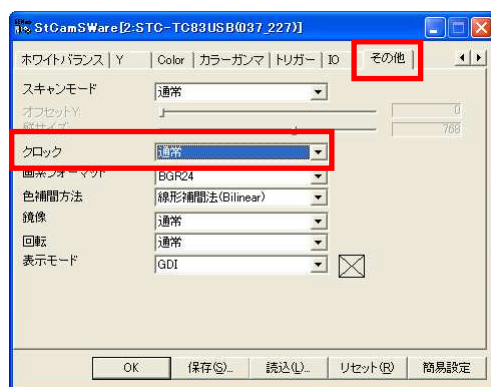 StCamSWare[2:STC-TC83USB(037_227)]
ホワイトバランス Y Color カラーガンマ トリガー IO その他
スキャンモード 通常
オフセットY: 0
縦サイズ: 768
クロック 通常
画素フォーマット BGR24
色補間方法 線形補間法(Bilinear)
鏡像 通常
回転 通常
表示モード GDI
OK 保存(S)... 読込(L)... リセット(R) 簡易設定